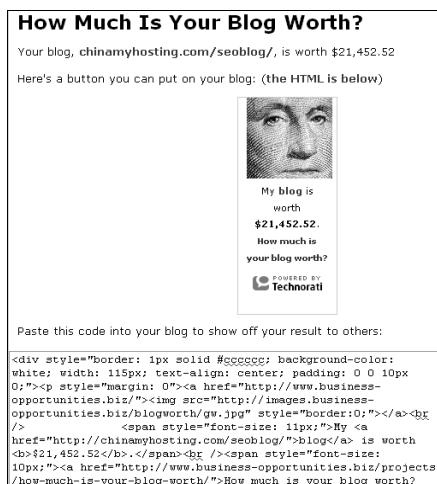 How Much Is Your Blog Worth?
Your blog, chinamyhosting.com/seoblog/, is worth $21,452.52
Here's a button you can put on your blog: (the HTML is below)
My blog is
worth
$21,452.52.
How much is
your blog worth?
POWERED BY
Technorati
Paste this code into your blog to show off your result to others:
<div style="border: 1px solid #cccccc; background-color:
white; width: 115px; text-align: center; padding: 0 0 10px
0;"><p style="margin: 0"><a href="http://www.business-
opportunities.biz/"><img src="http://images.business-
opportunities.biz/blogworth/gw.jpg" style="border:0;"></a><br
/> <span style="font-size: 11px;">My <a
href="http://chinamyhosting.com/seoblog/">blog</a> is worth
<b>$21,452.52</b>.</span><br /><span style="font-size:
10px;"><a href="http://www.business-opportunities.biz/projects
/how-much-is-your-blog-worth/">How much is your blog worth?